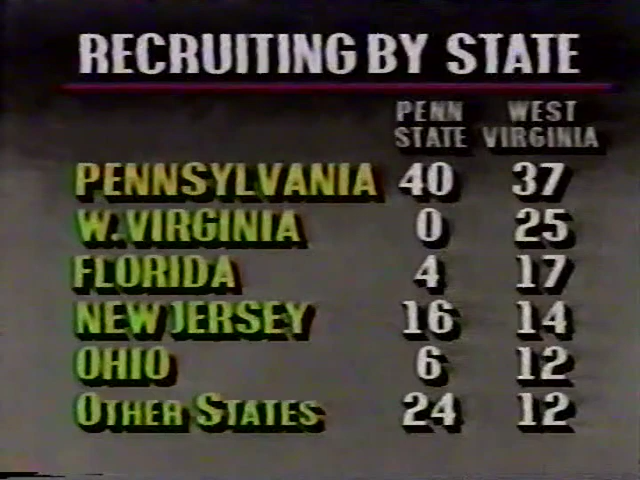 RECRUITING BY STATE
PENN STATE WEST VIRGINIA
PENNSYLVANIA 40 37
W. VIRGINIA 0 25
FLORIDA 4 17
NEW JERSEY 16 14
OHIO 6 12
OTHER STATES 24 12